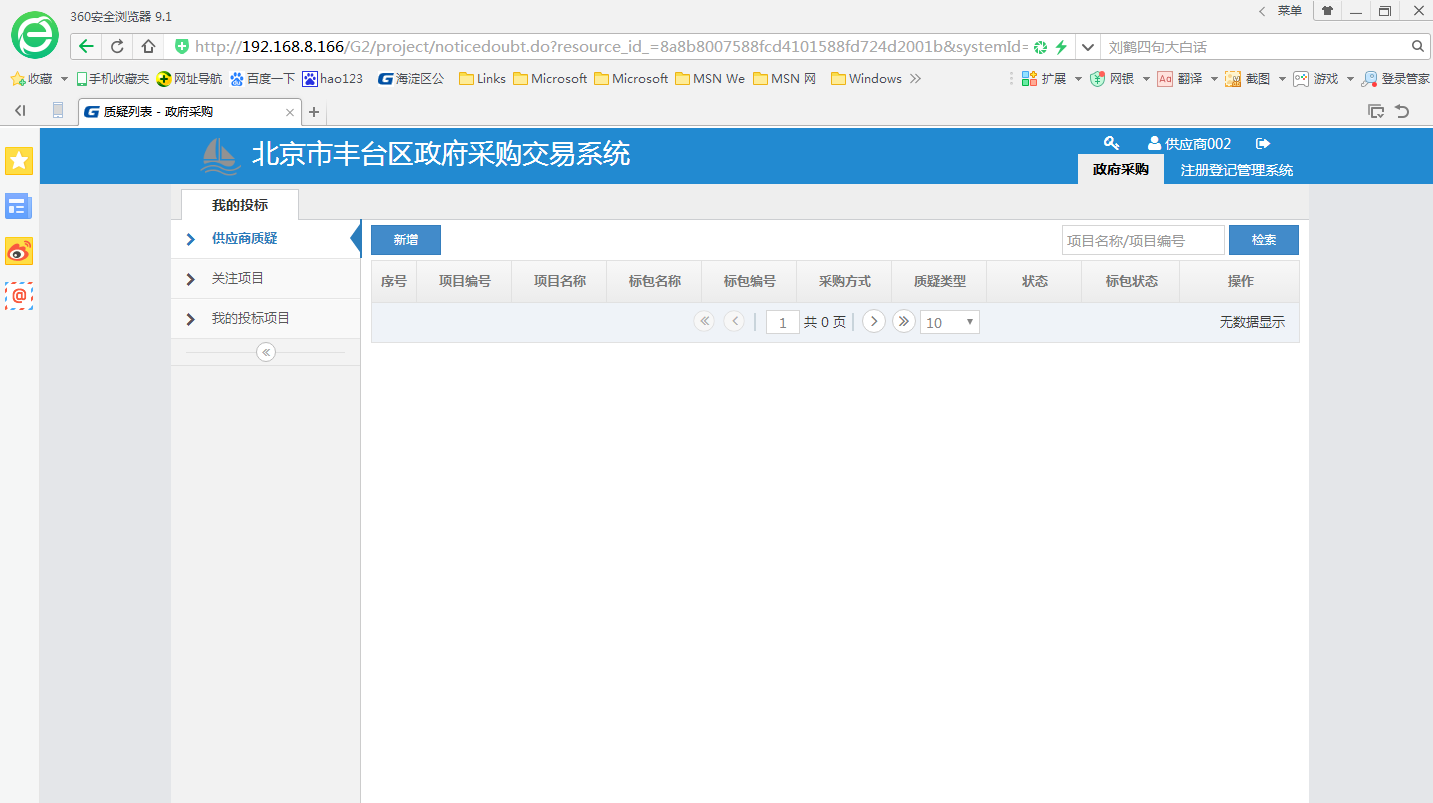 360安全浏览器 9.1
菜单
http://192.168.8.166/G2/project/noticedoubt.do?resource_id_=8a8b8007588fcd4101588fd724d2001b&systemId=
刘鹤四句大白话
收藏 手机收藏夹 网址导航 百度一下 hao123 海淀区公 Links Microsoft Microsoft MSN We MSN 网 Windows
扩展 网银 翻译 截图 游戏 登录管家
质疑列表 - 政府采购
北京市丰台区政府采购交易系统
供应商002
政府采购 注册登记管理系统
我的投标
供应商质疑
关注项目
我的投标项目
新增
项目名称/项目编号 检索
序号 项目编号 项目名称 标包名称 标包编号 采购方式 质疑类型 状态 标包状态 操作
1 共 0 页 10 无数据显示